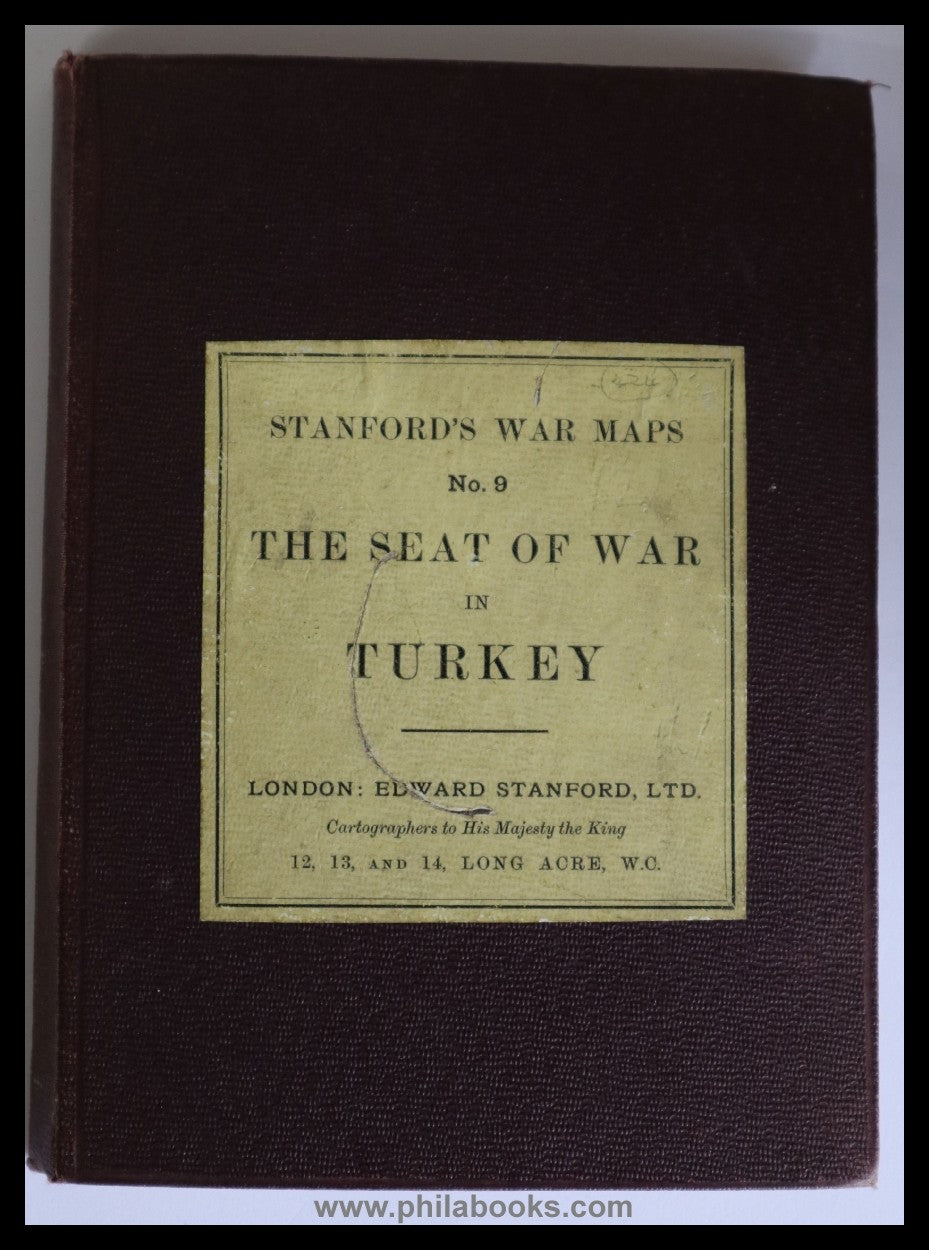 324
STANFORD'S WAR MAPS
No. 9
THE SEAT OF WAR
IN
TURKEY
LONDON: EDWARD STANFORD, LTD.
Cartographers to His Majesty the King
12, 13, AND 14, LONG ACRE, W.C.
www.philabooks.com